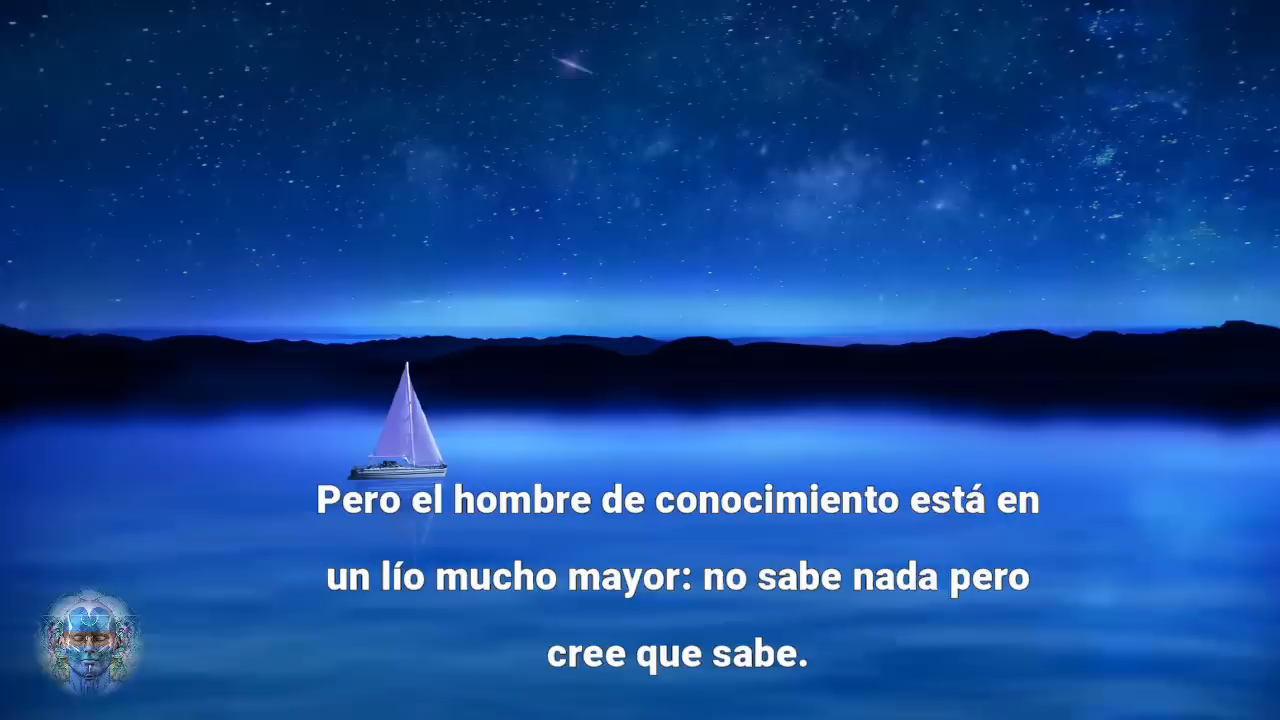 Pero el hombre de conocimiento está en
un lío mucho mayor: no sabe nada pero
cree que sabe.